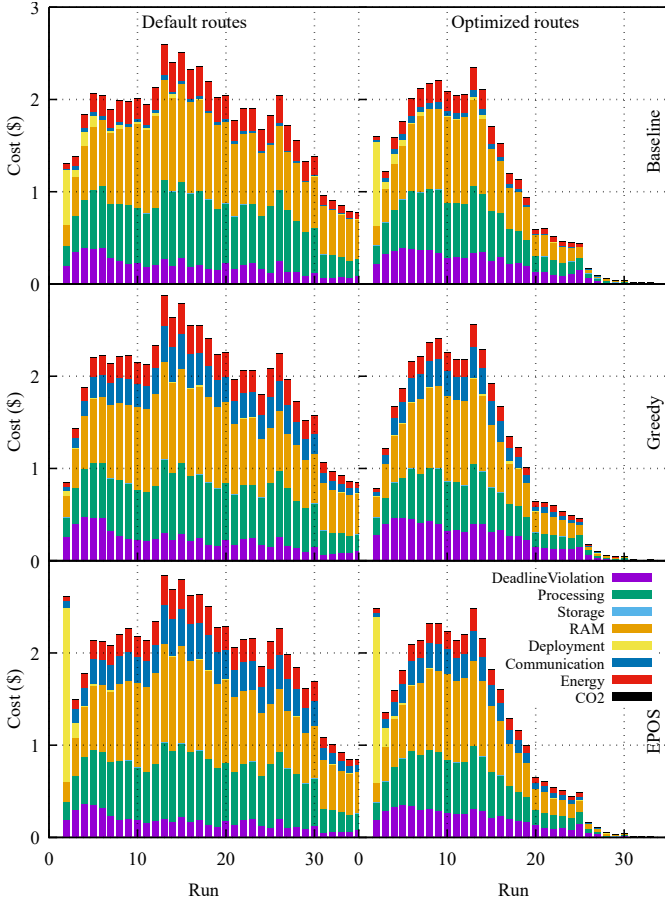 Default routes
Optimized routes
3
2
1
0
Cost ($)
Baseline
2
1
0
Cost ($)
Greedy
2
1
0
Cost ($)
EPOS
DeadlineViolation
Processing
Storage
RAM
Deployment
Communication
Energy
CO2
10 20 30 0 10 20 30
Run Run